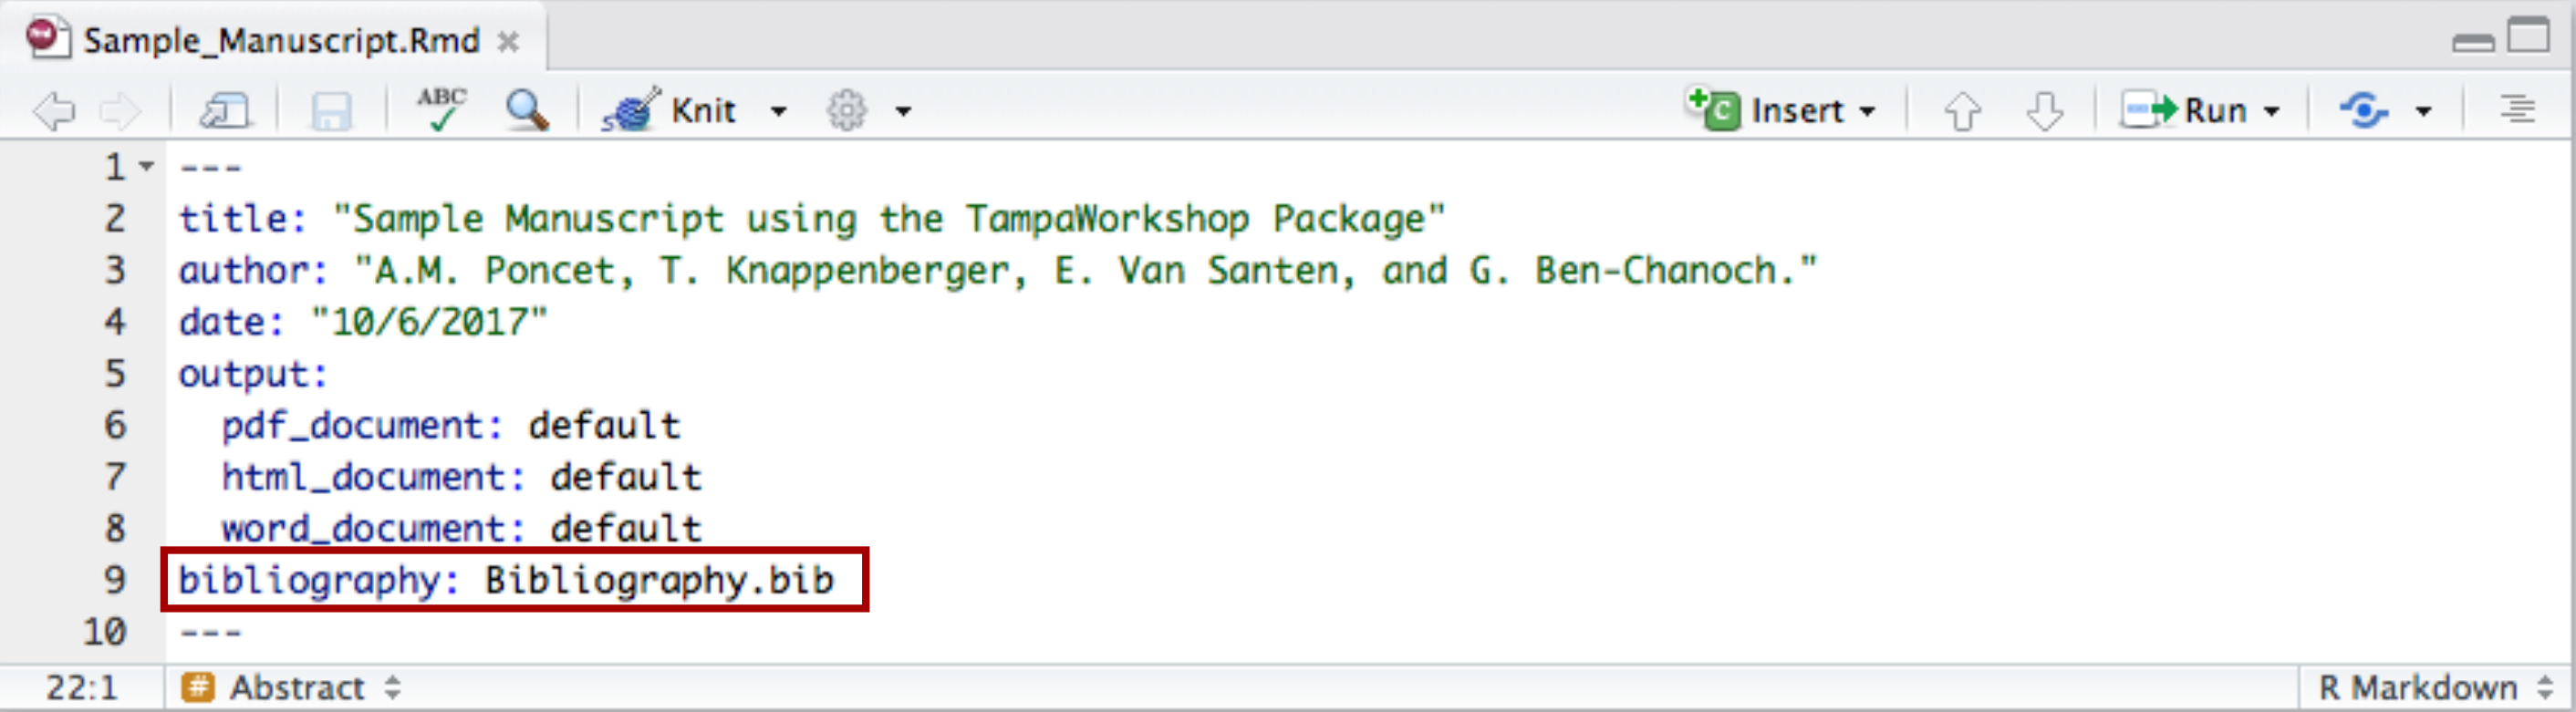 Sample_Manuscript.Rmd
ABC Knit C Insert Run
1 ---
2 title: "Sample Manuscript using the TampaWorkshop Package"
3 author: "A.M. Poncet, T. Knappenberger, E. Van Santen, and G. Ben-Chanoch."
4 date: "10/6/2017"
5 output:
6   pdf_document: default
7   html_document: default
8   word_document: default
9 bibliography: Bibliography.bib
10 ---
22:1 # Abstract R Markdown